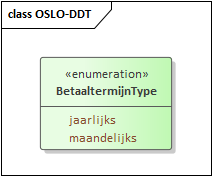 class OSLO-DDT
«enumeration»
BetaaltermijnType
jaarlijks
maandelijks